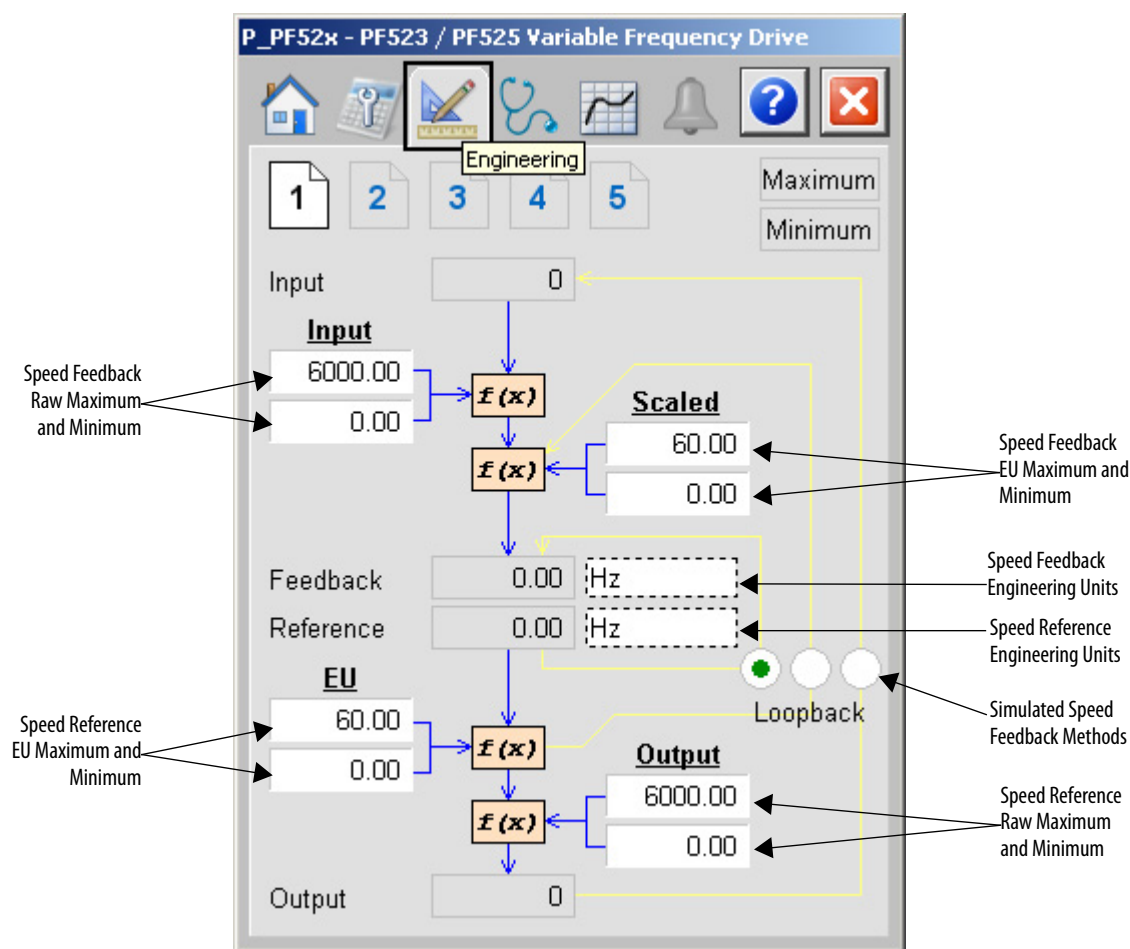 P_PF52x - PF523 / PF525 Variable Frequency Drive
Engineering
1 2 3 4 5
Maximum
Minimum
Input 0
Input
6000.00
0.00
f(x)
Speed Feedback
Raw Maximum
and Minimum
Scaled
60.00
0.00
f(x)
Speed Feedback
EU Maximum and
Minimum
Feedback 0.00 Hz
Speed Feedback
Engineering Units
Reference 0.00 Hz
Speed Reference
Engineering Units
Loopback
Simulated Speed
Feedback Methods
EU
60.00
0.00
f(x)
Speed Reference
EU Maximum and
Minimum
Output
6000.00
0.00
f(x)
Speed Reference
Raw Maximum
and Minimum
Output 0